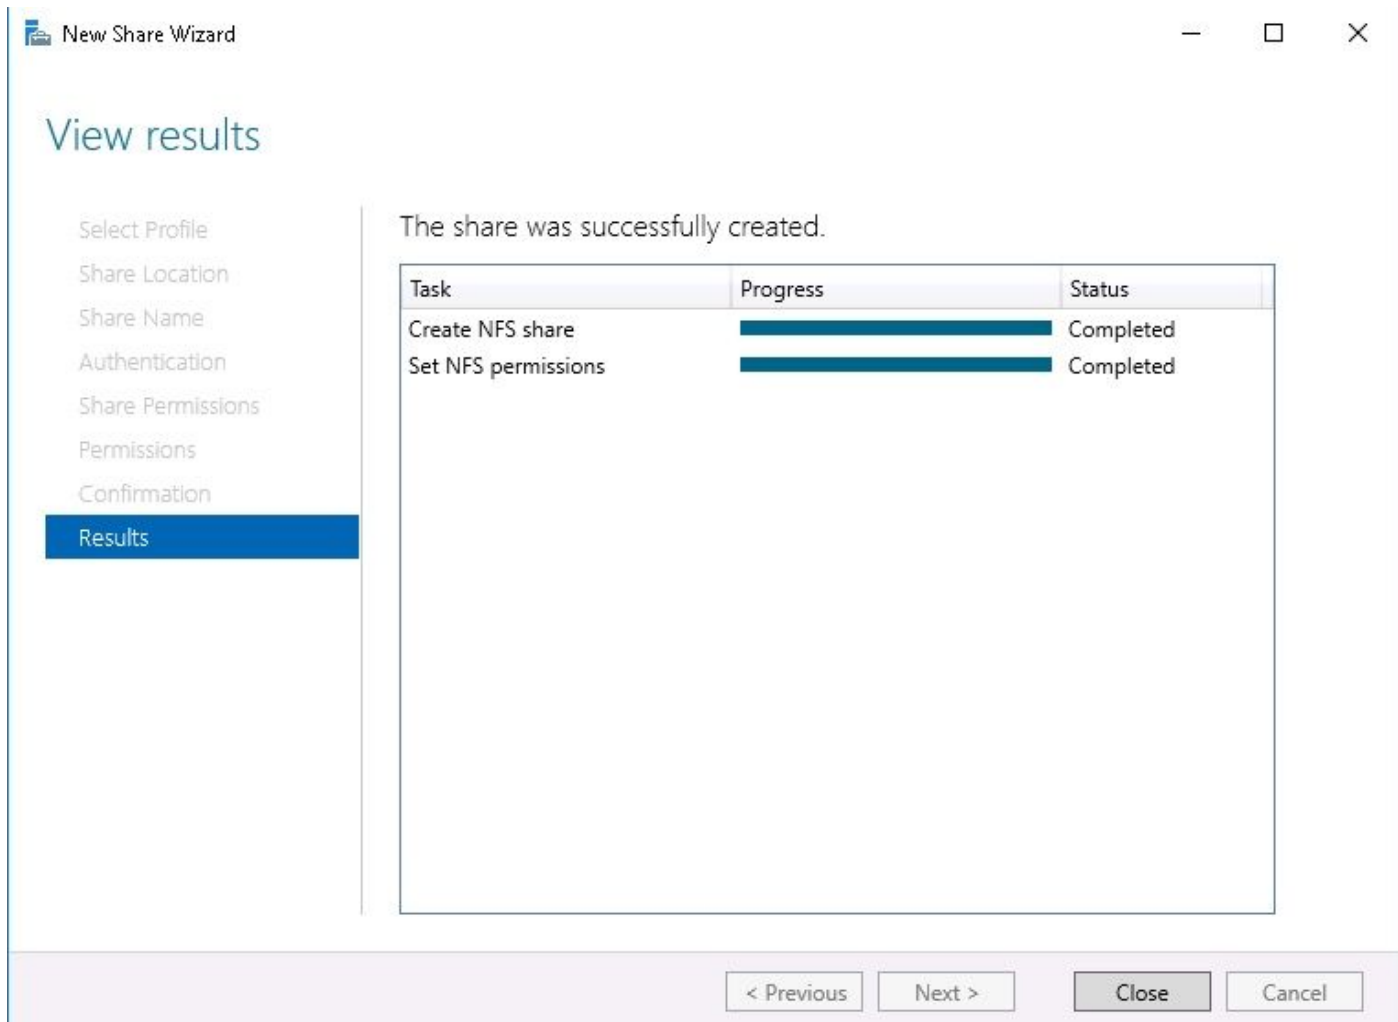 New Share Wizard
View results
Select Profile
Share Location
Share Name
Authentication
Share Permissions
Permissions
Confirmation
Results
The share was successfully created.
Task Progress Status
Create NFS share Completed
Set NFS permissions Completed
< Previous Next > Close Cancel